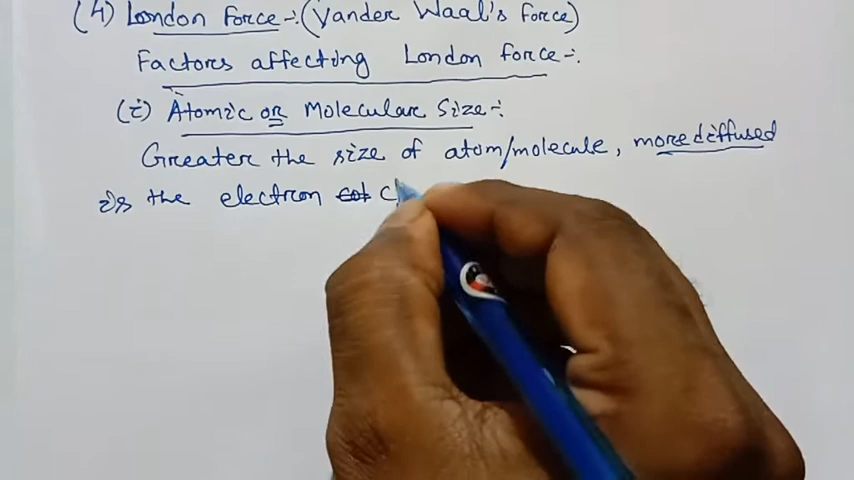 (4) London Force -:(Vander Waal's Force)
Factors affecting London force -:
(i) Atomic or Molecular Size -:
Greater the size of atom/molecule, more diffused
is the electron